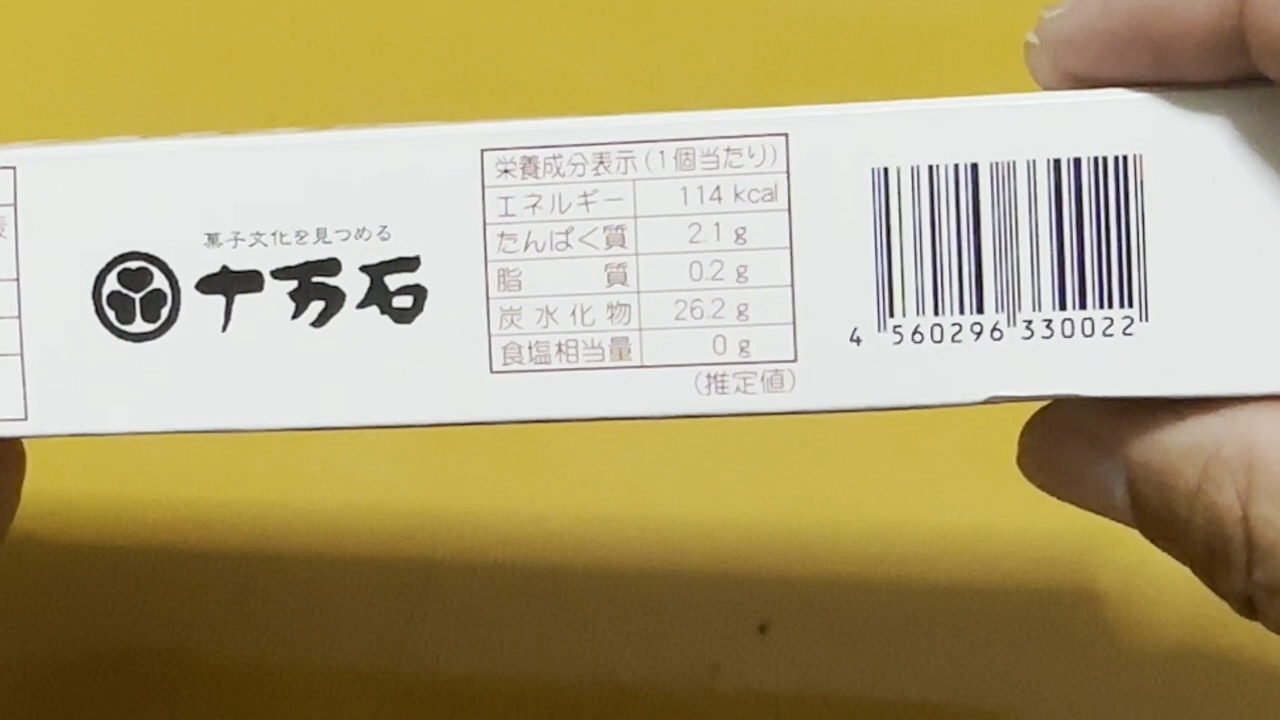 菓子文化を見つめる
十万石
栄養成分表示(1個当たり)
エネルギー 114 kcal
たんぱく質 2.1 g
脂質 0.2 g
炭水化物 26.2 g
食塩相当量 0 g
(推定値)
4 560296 330022